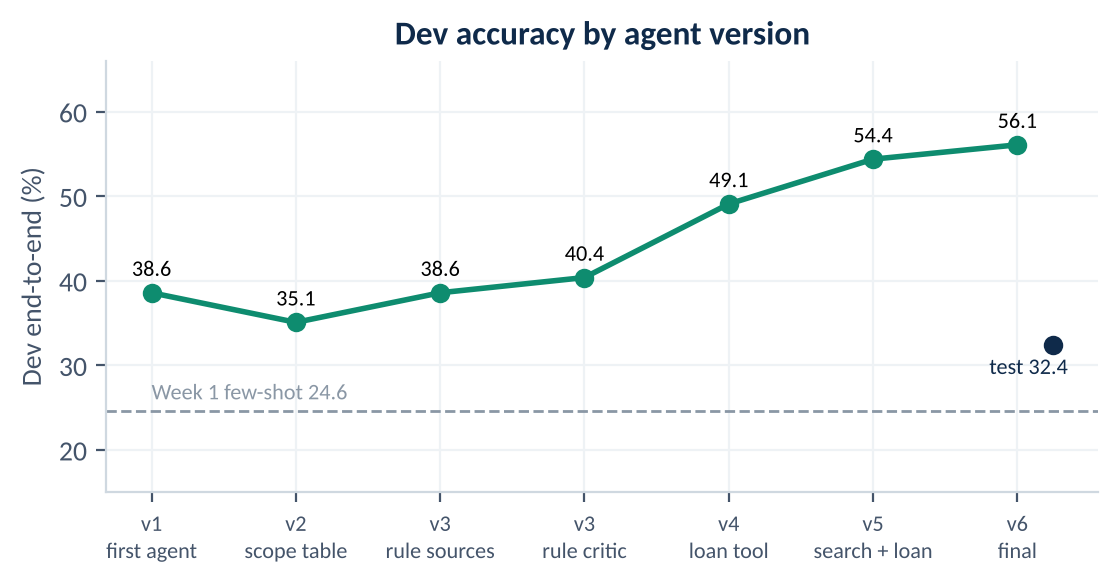 Dev accuracy by agent version
Dev end-to-end (%)
60
50
40
30
20
38.6
35.1
38.6
40.4
49.1
54.4
56.1
test 32.4
Week 1 few-shot 24.6
v1
first agent
v2
scope table
v3
rule sources
v3
rule critic
v4
loan tool
v5
search + loan
v6
final